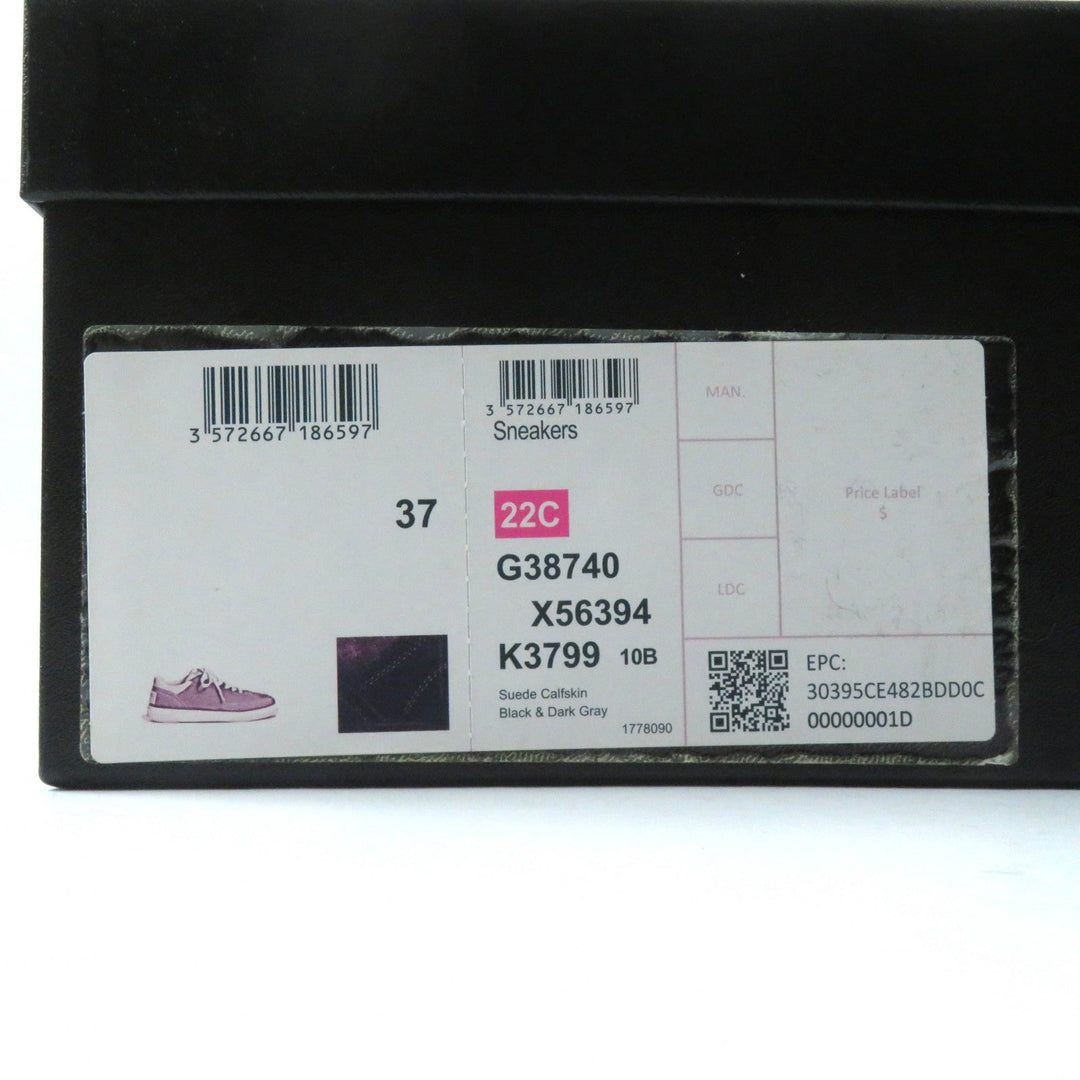 3 572667 186597
37
3 572667 186597
Sneakers
22C
G38740
X56394
K3799 10B
Suede Calfskin
Black & Dark Gray
1778090
MAN.
GDC
LDC
Price Label
$
EPC:
30395CE482BDD0C
00000001D